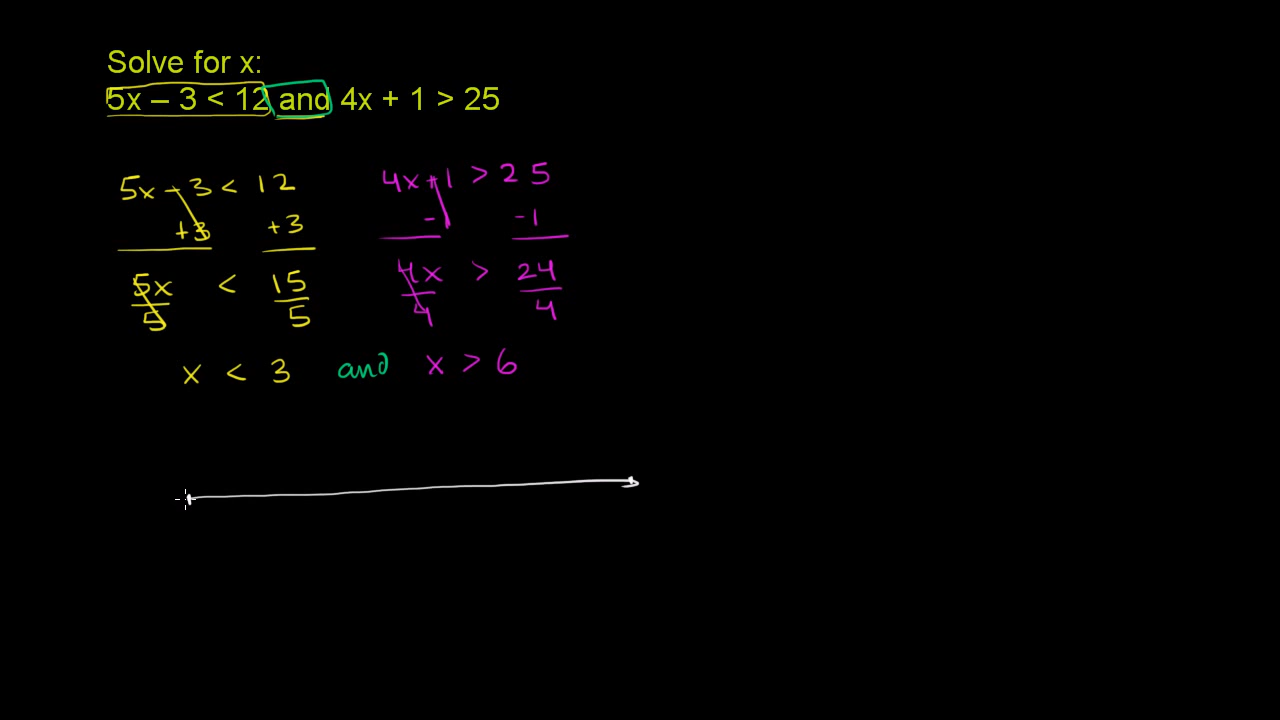 Solve for x:
5x – 3 < 12 and 4x + 1 > 25
5x - 3 < 12
4x + 1 > 25
+3 +3
-1 -1
5x < 15
4x > 24
5 5
4 4
x < 3 and x > 6